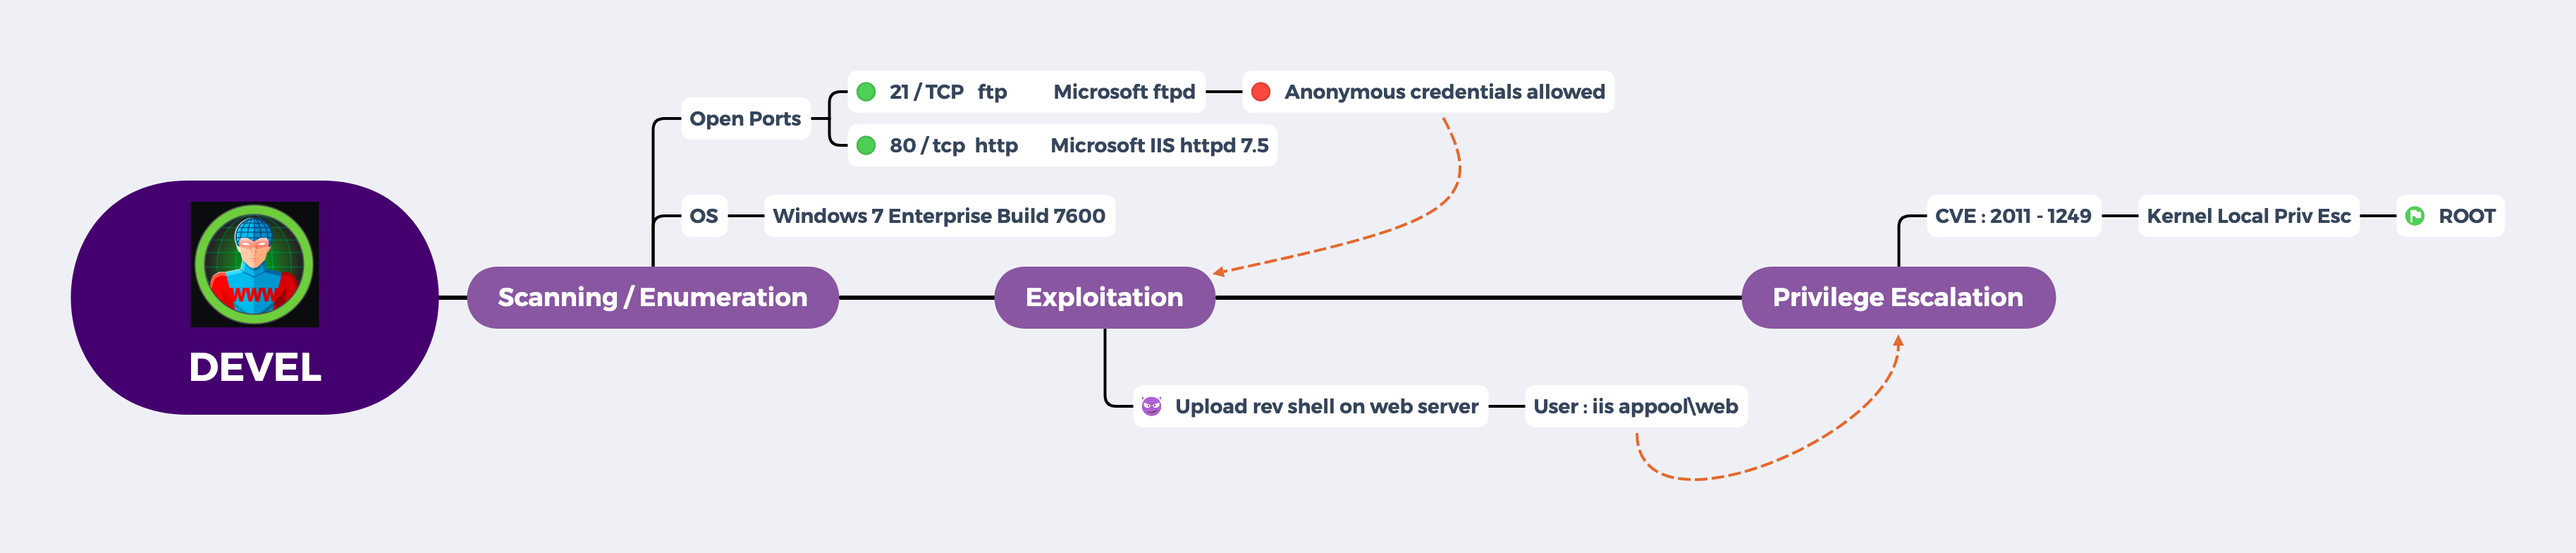 21 / TCP ftp Microsoft ftpd
Anonymous credentials allowed
Open Ports
80 / tcp http Microsoft IIS httpd 7.5
OS
Windows 7 Enterprise Build 7600
CVE : 2011 - 1249
Kernel Local Priv Esc
ROOT
WWW
DEVEL
Scanning / Enumeration
Exploitation
Privilege Escalation
Upload rev shell on web server
User : iis appool\web